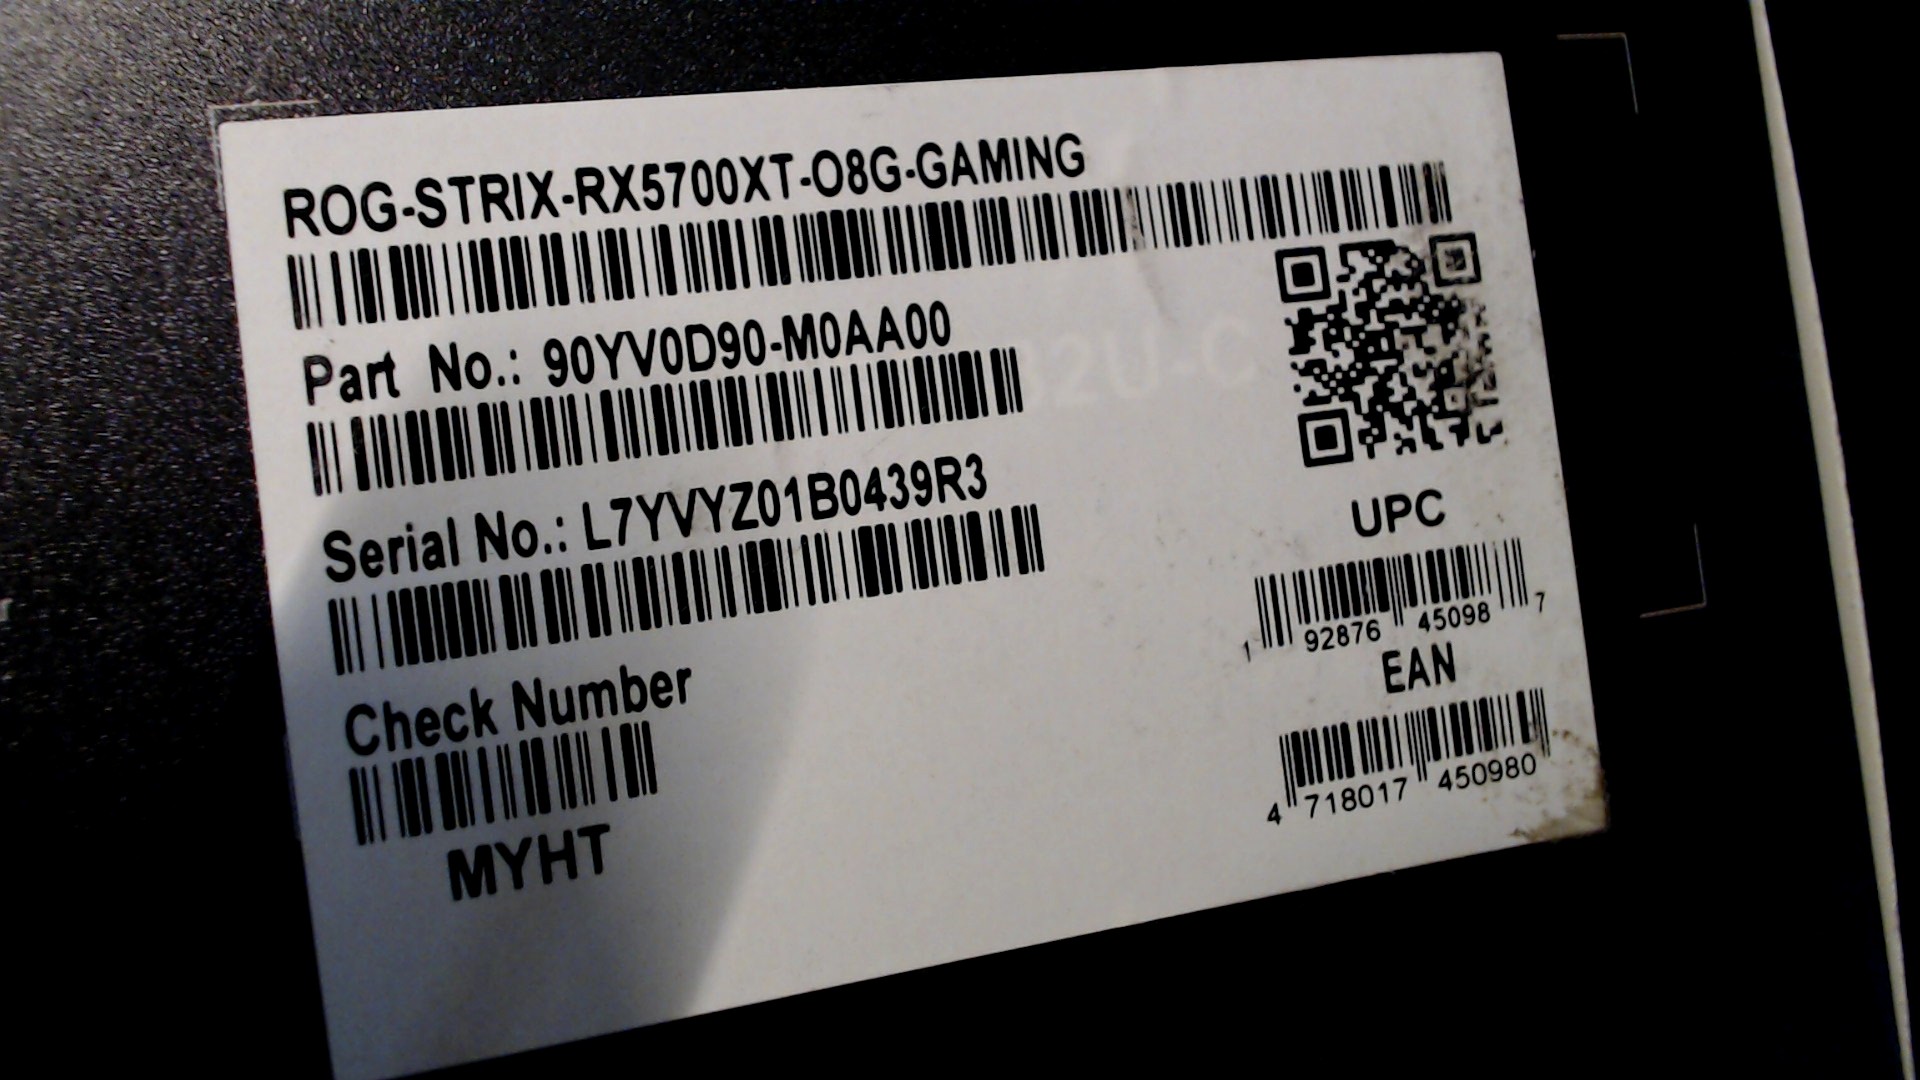 ROG-STRIX-RX5700XT-O8G-GAMING
Part No.: 90YV0D90-M0AA00
Serial No.: L7YVYZ01B0439R3
Check Number
MYHT
UPC
1 92876 45098 7
EAN
4 718017 450980